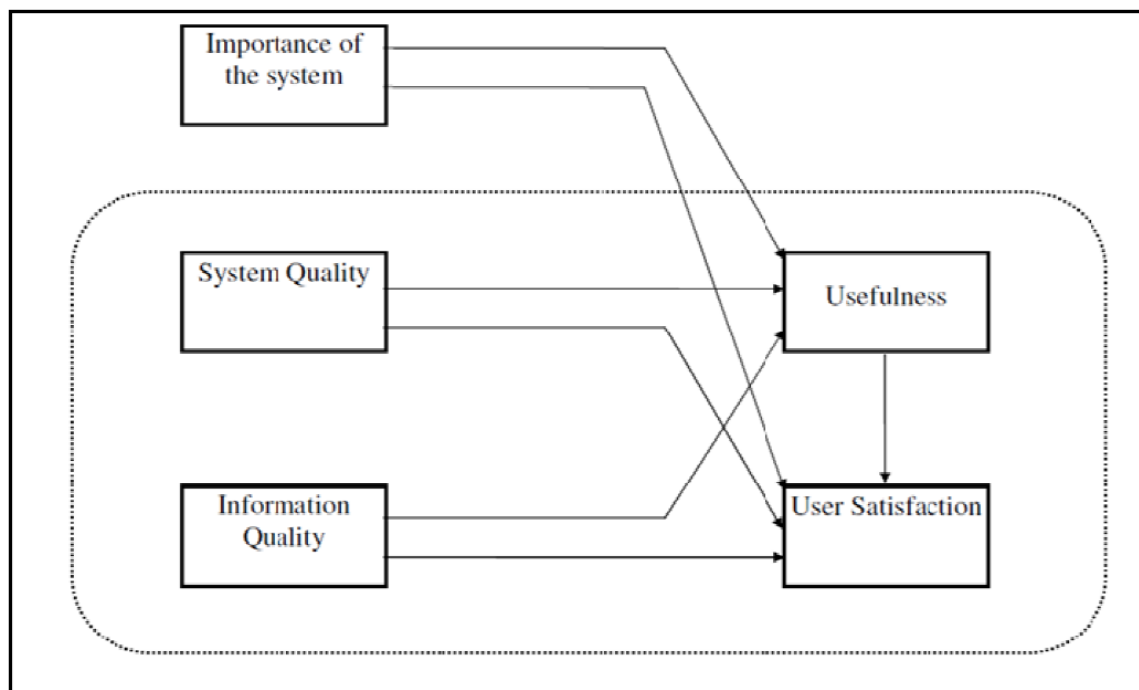 Importance of
the system
System Quality
Usefulness
Information
Quality
User Satisfaction